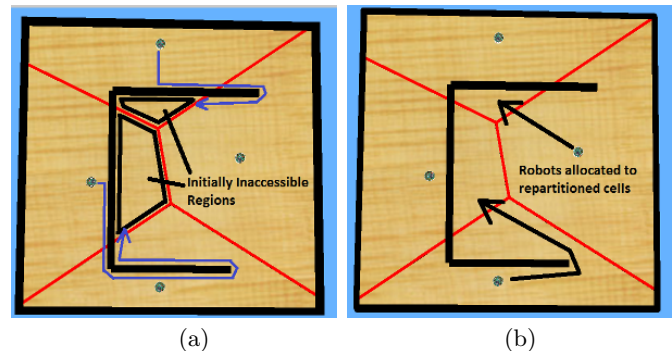 Initially Inaccessible
Regions
Robots allocated to
repartitioned cells
(a)
(b)